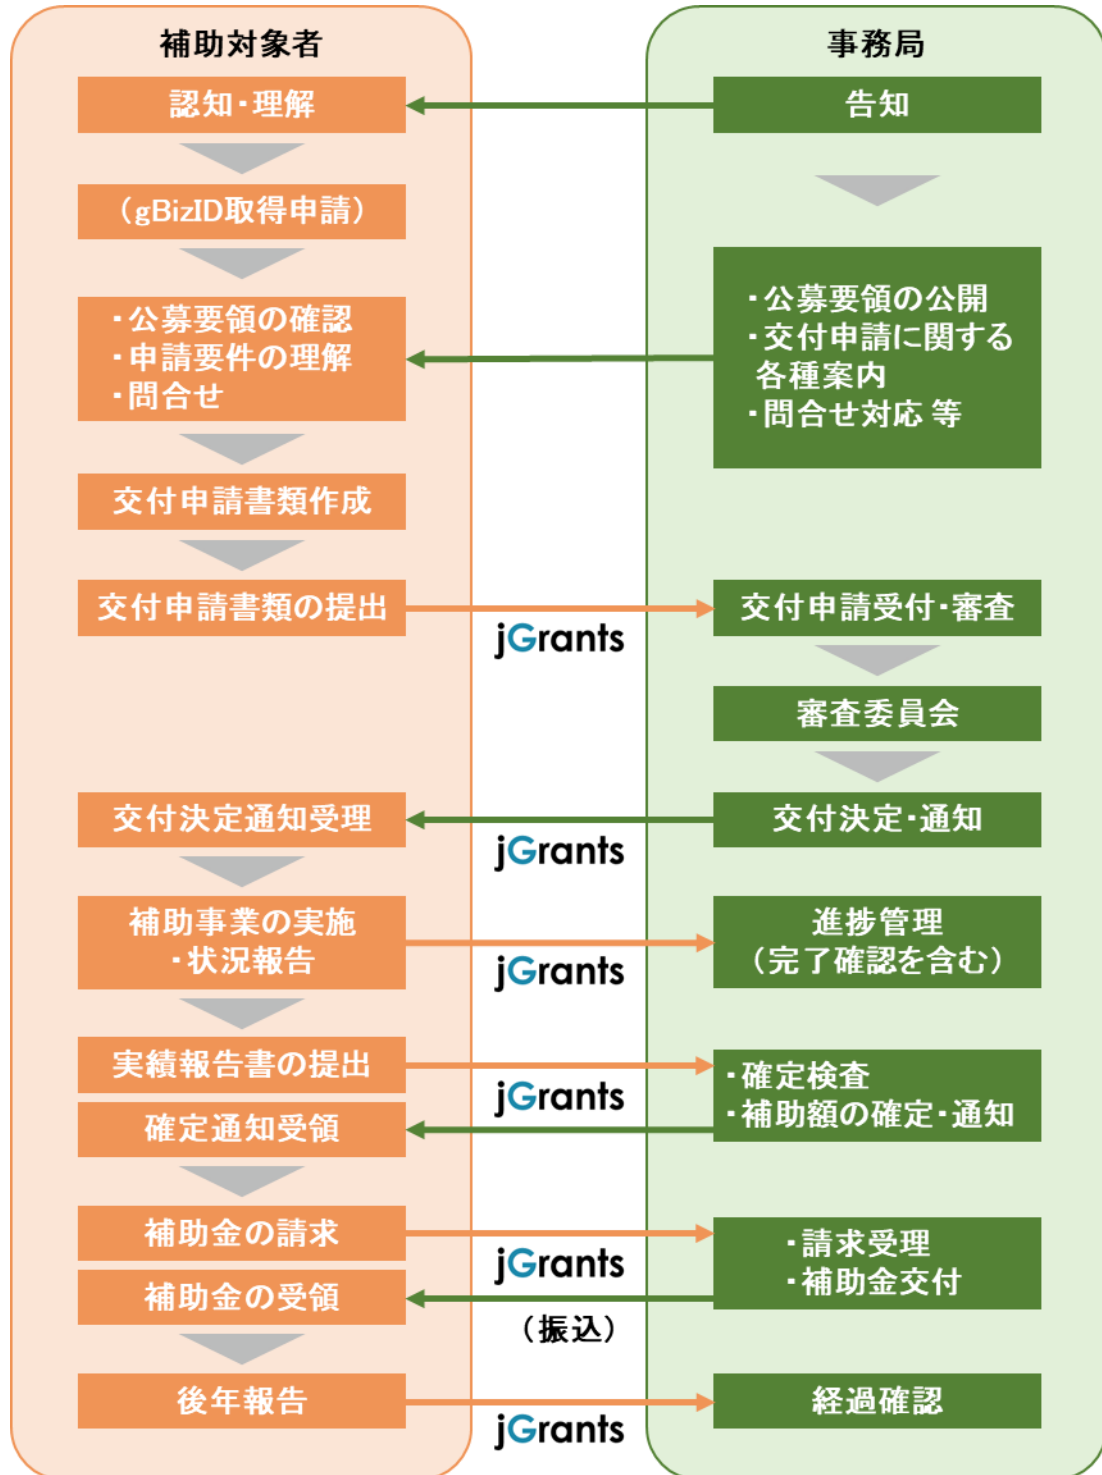 補助対象者
事務局
認知・理解
告知
（gBizID取得申請）
・公募要領の確認
・申請要件の理解
・問合せ
・公募要領の公開
・交付申請に関する
各種案内
・問合せ対応 等
交付申請書類作成
交付申請書類の提出
jGrants
交付申請受付・審査
審査委員会
交付決定通知受理
jGrants
交付決定・通知
補助事業の実施
・状況報告
jGrants
進捗管理
（完了確認を含む）
実績報告書の提出
確定通知受領
jGrants
・確定検査
・補助額の確定・通知
補助金の請求
補助金の受領
jGrants
（振込）
・請求受理
・補助金交付
後年報告
jGrants
経過確認